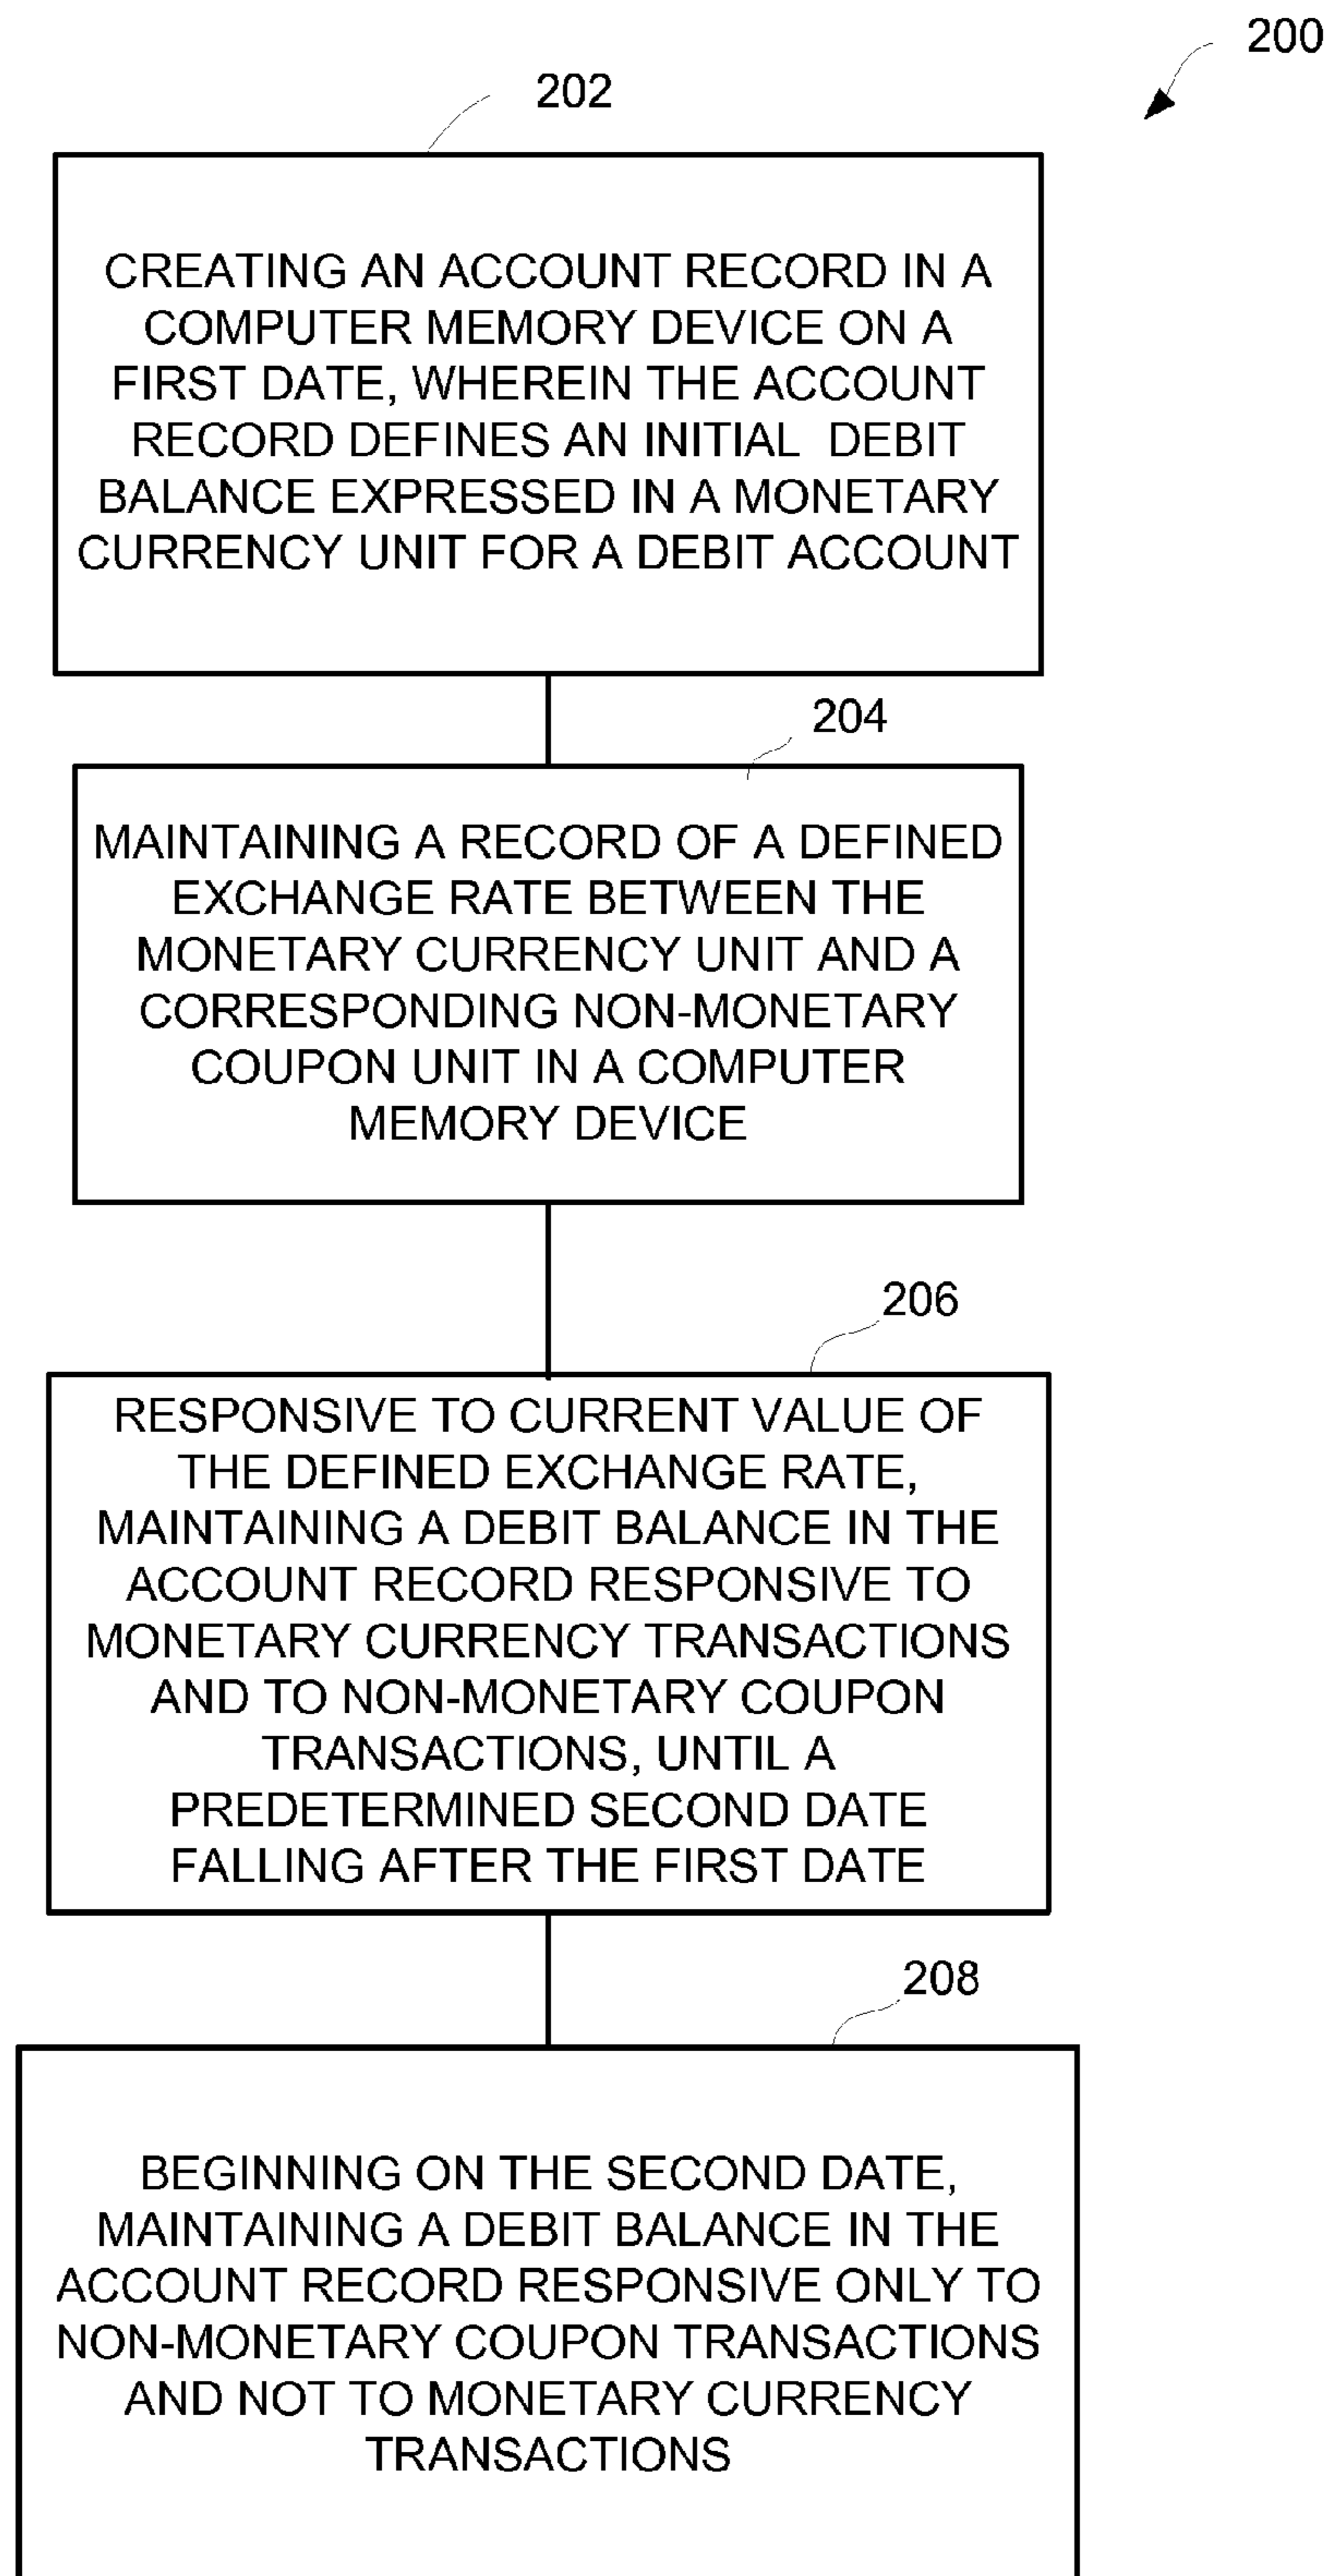 200
202
CREATING AN ACCOUNT RECORD IN A
COMPUTER MEMORY DEVICE ON A
FIRST DATE, WHEREIN THE ACCOUNT
RECORD DEFINES AN INITIAL DEBIT
BALANCE EXPRESSED IN A MONETARY
CURRENCY UNIT FOR A DEBIT ACCOUNT
204
MAINTAINING A RECORD OF A DEFINED
EXCHANGE RATE BETWEEN THE
MONETARY CURRENCY UNIT AND A
CORRESPONDING NON-MONETARY
COUPON UNIT IN A COMPUTER
MEMORY DEVICE
206
RESPONSIVE TO CURRENT VALUE OF
THE DEFINED EXCHANGE RATE,
MAINTAINING A DEBIT BALANCE IN THE
ACCOUNT RECORD RESPONSIVE TO
MONETARY CURRENCY TRANSACTIONS
AND TO NON-MONETARY COUPON
TRANSACTIONS, UNTIL A
PREDETERMINED SECOND DATE
FALLING AFTER THE FIRST DATE
208
BEGINNING ON THE SECOND DATE,
MAINTAINING A DEBIT BALANCE IN THE
ACCOUNT RECORD RESPONSIVE ONLY TO
NON-MONETARY COUPON TRANSACTIONS
AND NOT TO MONETARY CURRENCY
TRANSACTIONS